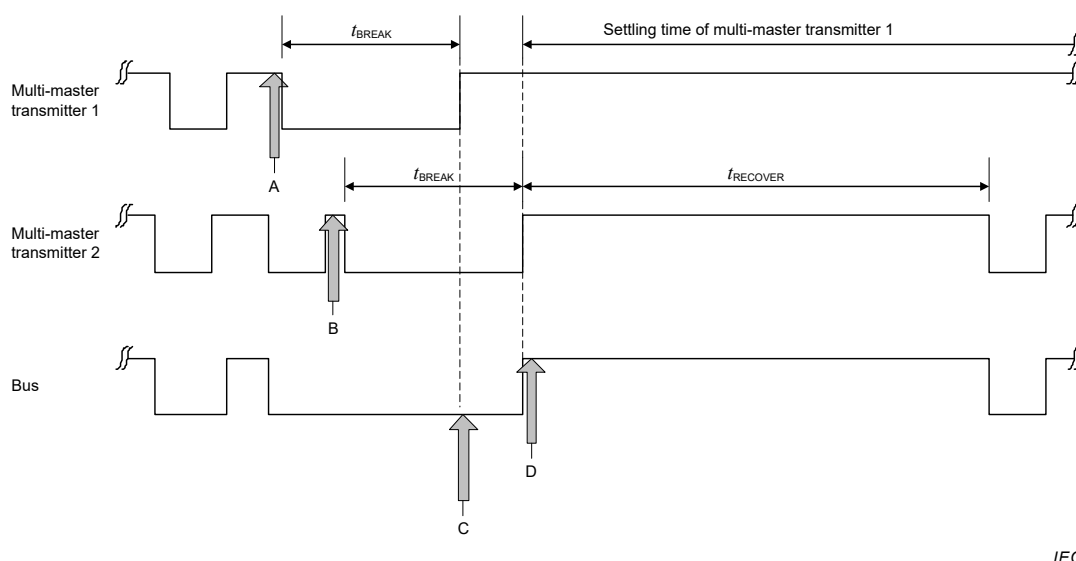 tBREAK
Settling time of multi-master transmitter 1
Multi-master
transmitter 1
A
tBREAK
tRECOVER
Multi-master
transmitter 2
B
Bus
D
C
IEC